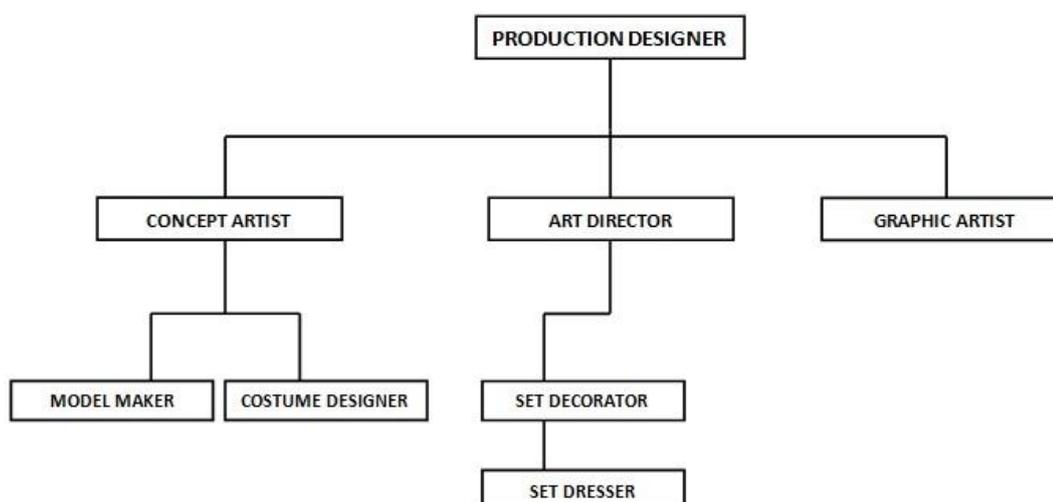 PRODUCTION DESIGNER
CONCEPT ARTIST
ART DIRECTOR
GRAPHIC ARTIST
MODEL MAKER
COSTUME DESIGNER
SET DECORATOR
SET DRESSER